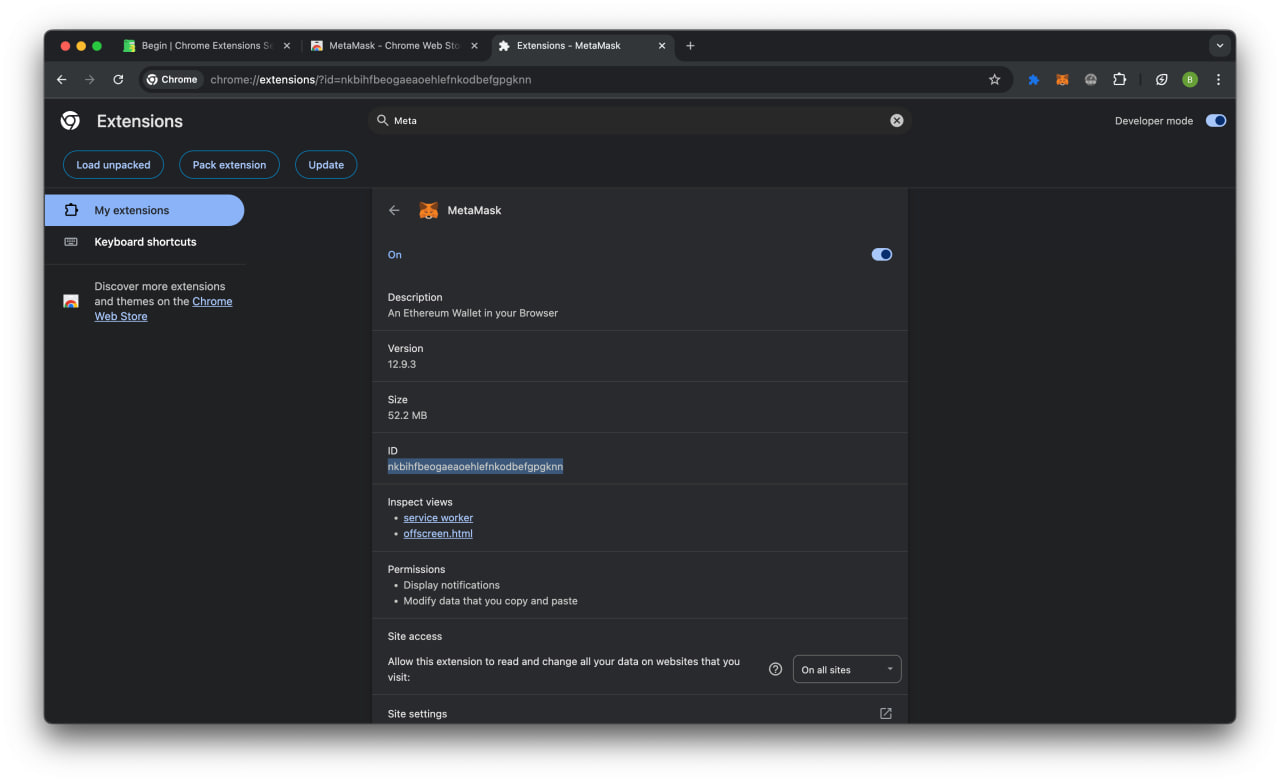 Begin | Chrome Extensions Se
MetaMask - Chrome Web Sto
Extensions - MetaMask
Chrome
chrome://extensions/?id=nkbihfbeogaeaoehlefnkodbefgpgknn
B
Extensions
Meta
Developer mode
Load unpacked
Pack extension
Update
My extensions
Keyboard shortcuts
Discover more extensions
and themes on the Chrome
Web Store
MetaMask
On
Description
An Ethereum Wallet in your Browser
Version
12.9.3
Size
52.2 MB
ID
nkbihfbeogaeaoehlefnkodbefgpgknn
Inspect views
• service worker
• offscreen.html
Permissions
• Display notifications
• Modify data that you copy and paste
Site access
Allow this extension to read and change all your data on websites that you
visit:
On all sites
Site settings